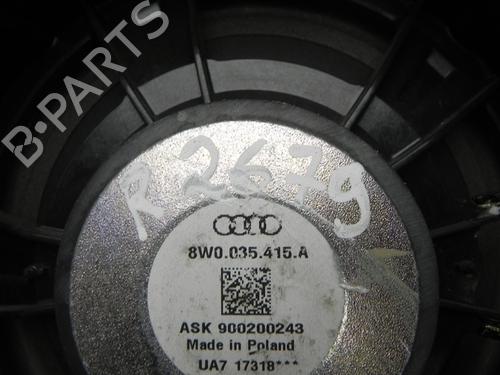 B·PARTS
R 2679
8W0.035.415.A
ASK 900200243
Made in Poland
UA7 17318***